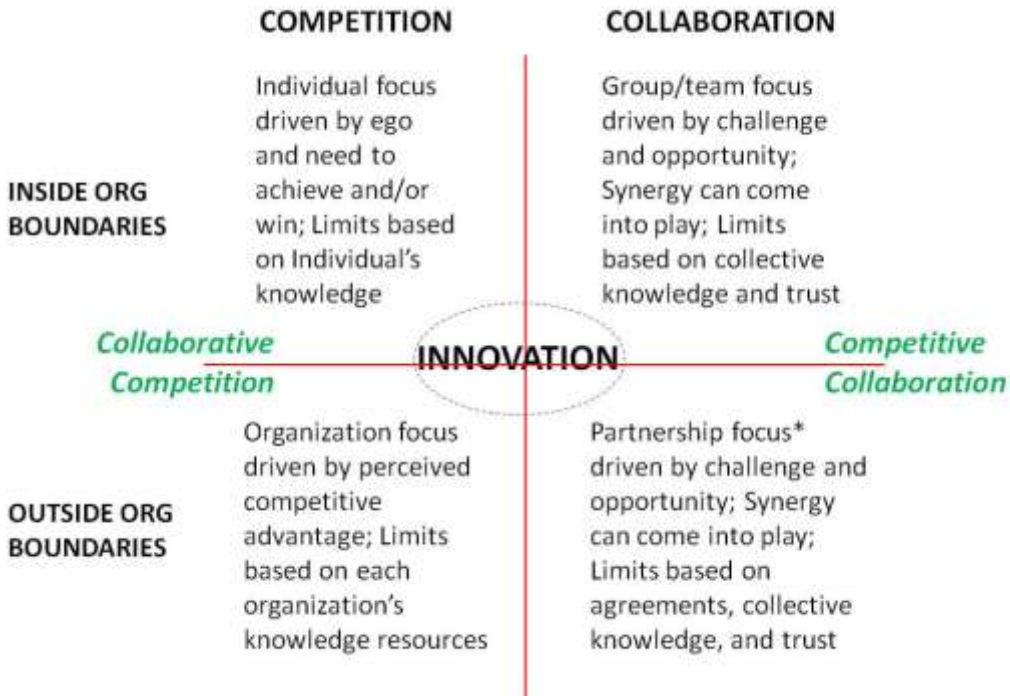 COMPETITION
COLLABORATION
INSIDE ORG
BOUNDARIES
Individual focus
driven by ego
and need to
achieve and/or
win; Limits based
on Individual's
knowledge
Group/team focus
driven by challenge
and opportunity;
Synergy can come
into play; Limits
based on collective
knowledge and trust
Collaborative
Competition
INNOVATION
Competitive
Collaboration
OUTSIDE ORG
BOUNDARIES
Organization focus
driven by perceived
competitive
advantage; Limits
based on each
organization's
knowledge resources
Partnership focus*
driven by challenge and
opportunity; Synergy
can come into play;
Limits based on
agreements, collective
knowledge, and trust